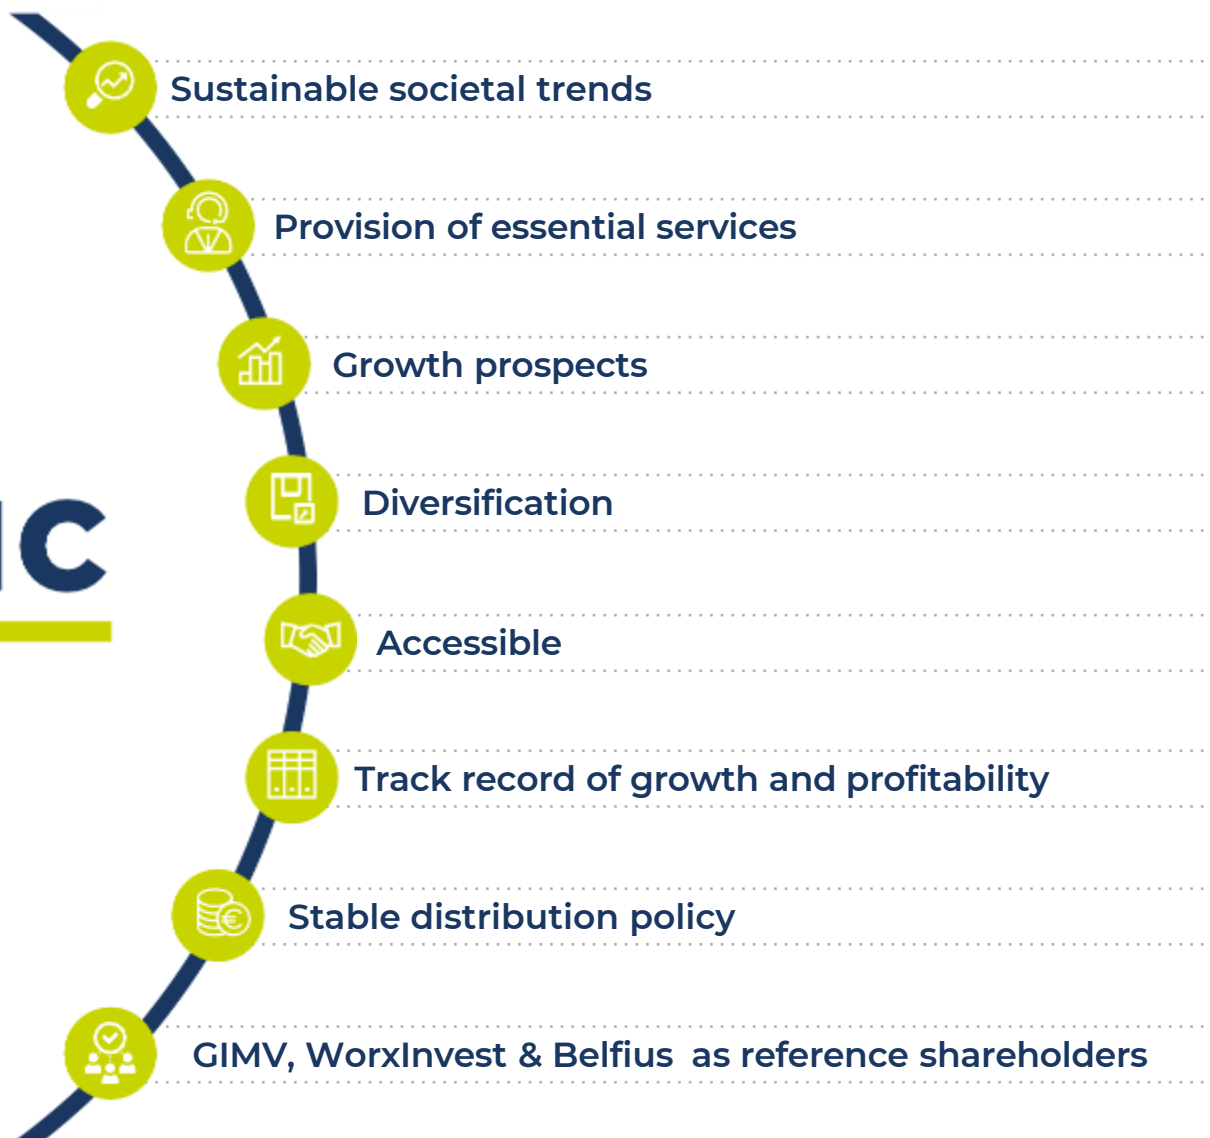 Sustainable societal trends
Provision of essential services
Growth prospects
Diversification
Accessible
Track record of growth and profitability
Stable distribution policy
GIMV, WorxInvest & Belfius as reference shareholders